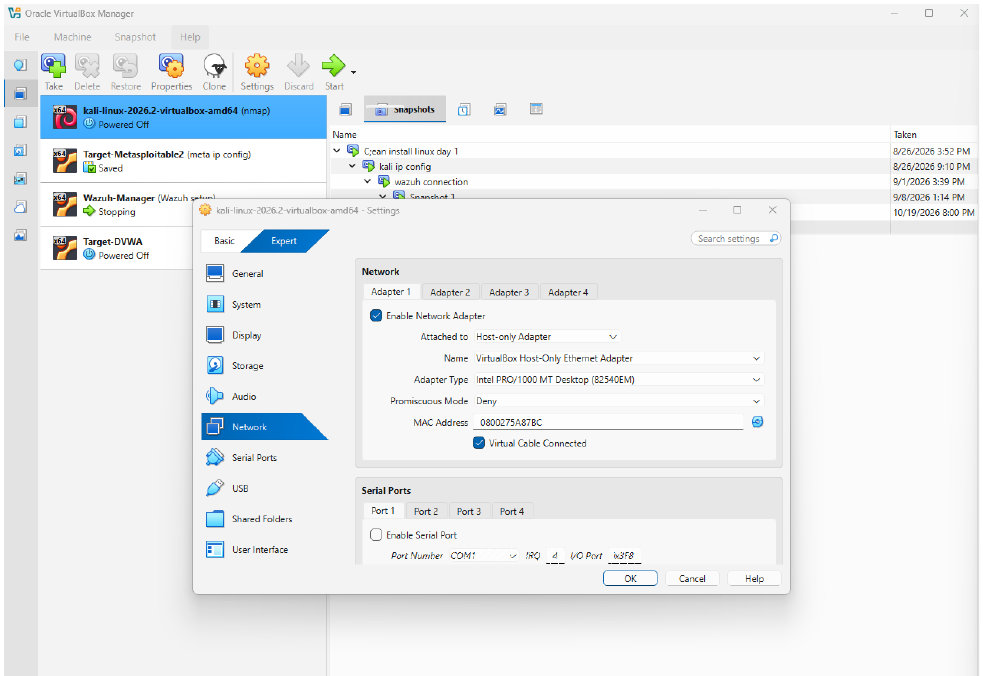 Oracle VirtualBox Manager
File Machine Snapshot Help
Take Delete Restore Properties Clone Settings Discard Start
kali-linux-2026.2-virtualbox-amd64 (nmap)
Powered Off
Target-Metasploitable2 (meta ip config)
Saved
Wazuh-Manager (Wazuh setup)
Stopping
Target-DVWA
Powered Off
Snapshots
Name Taken
C;ean install linux day 1 8/26/2026 3:52 PM
kali ip config 8/26/2026 9:10 PM
wazuh connection 9/1/2026 3:39 PM
Snapshot 1 9/8/2026 1:14 PM
10/19/2026 8:00 PM
kali-linux-2026.2-virtualbox-amd64 - Settings
Basic Expert
Search settings
General
System
Display
Storage
Audio
Network
Serial Ports
USB
Shared Folders
User Interface
Network
Adapter 1 Adapter 2 Adapter 3 Adapter 4
Enable Network Adapter
Attached to Host-only Adapter
Name VirtualBox Host-Only Ethernet Adapter
Adapter Type Intel PRO/1000 MT Desktop (82540EM)
Promiscuous Mode Deny
MAC Address 0800275A87BC
Virtual Cable Connected
Serial Ports
Port 1 Port 2 Port 3 Port 4
Enable Serial Port
Port Number COM1 IRQ 4 I/O Port
OK Cancel Help